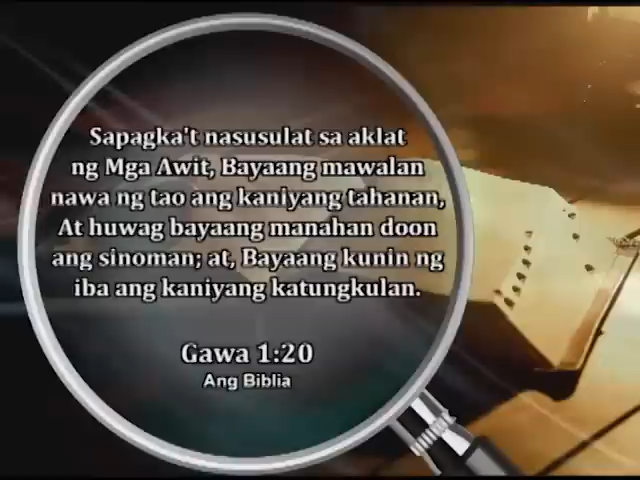 Sapagka't nasusulat sa aklat
ng Mga Awit, Bayaang mawalan
nawa ng tao ang kaniyang tahanan,
At huwag bayaang manahan doon
ang sinoman; at, Bayaang kunin ng
iba ang kaniyang katungkulan.
Gawa 1:20
Ang Biblia